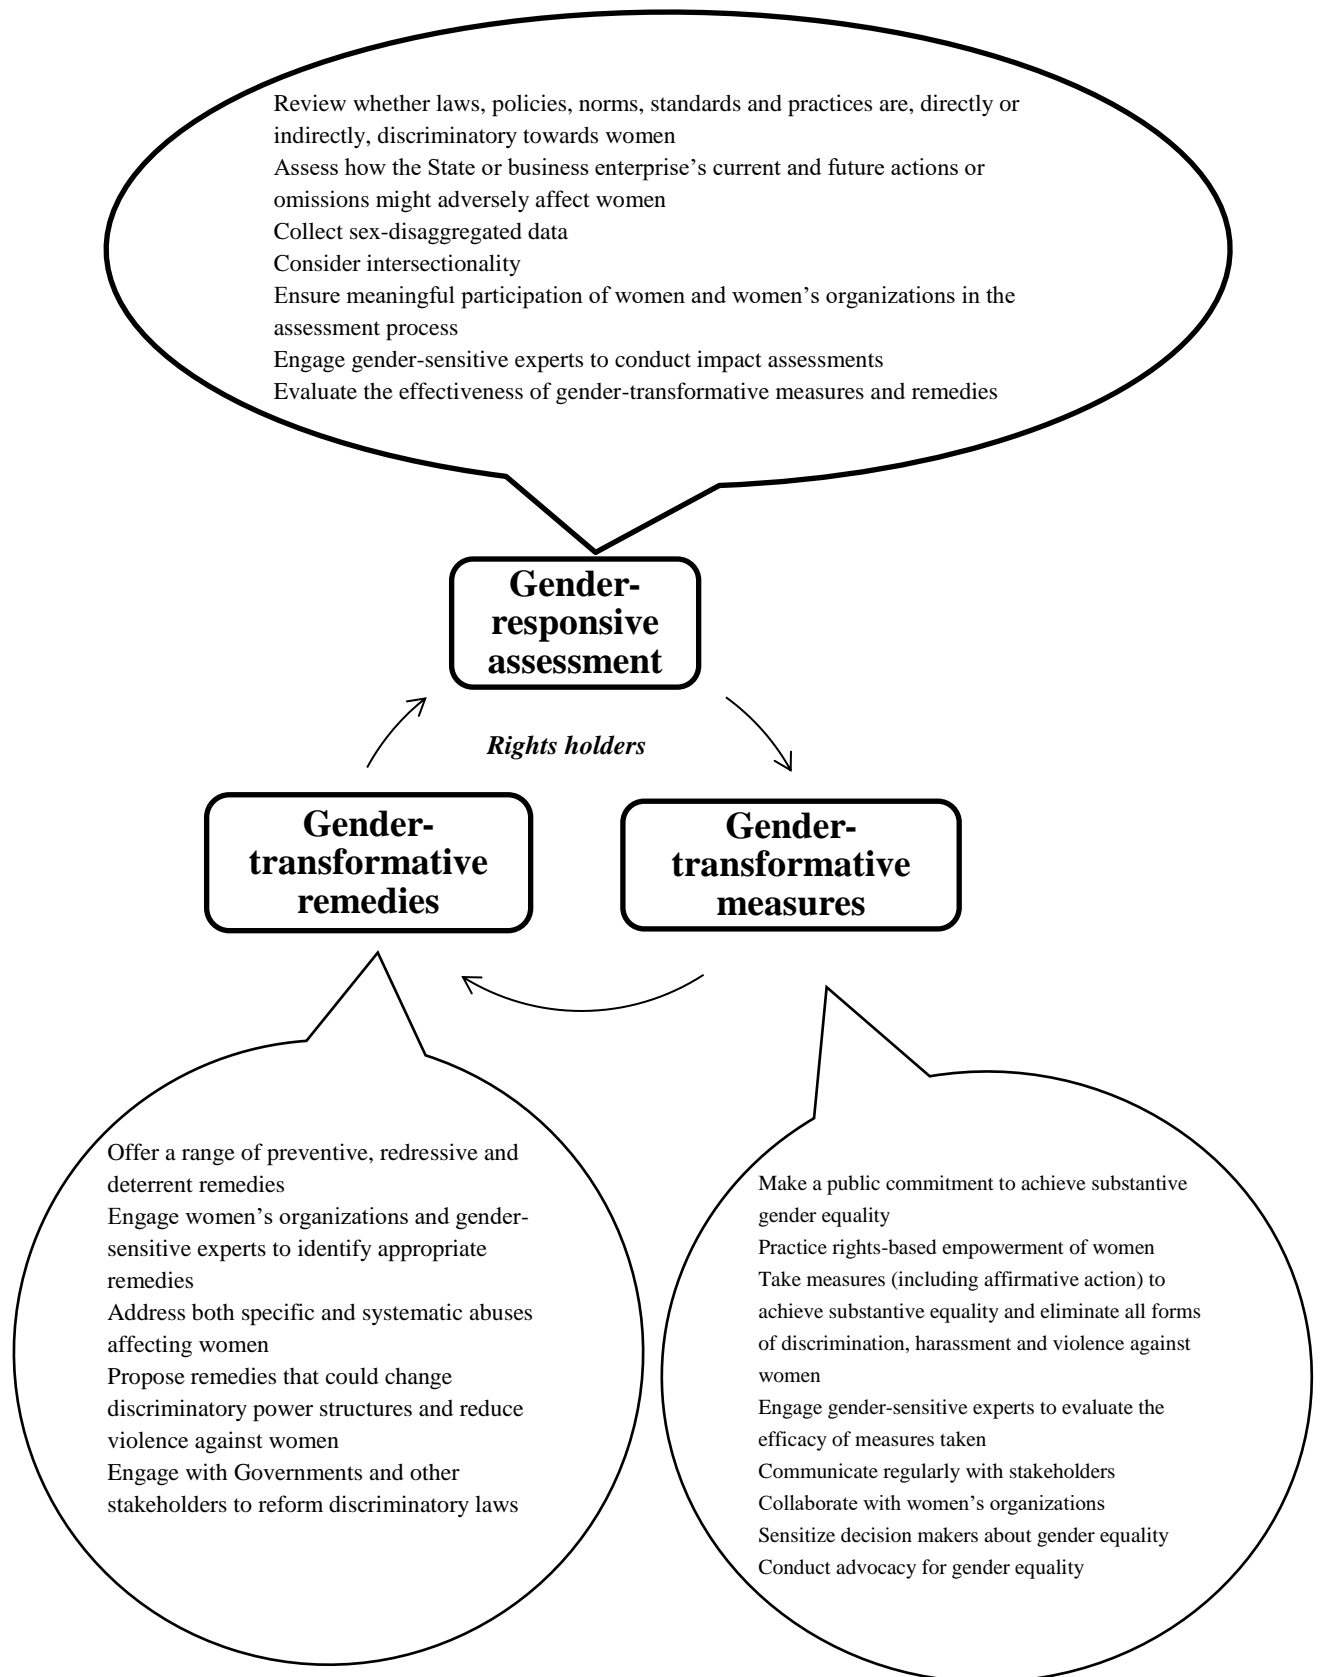 Review whether laws, policies, norms, standards and practices are, directly or
indirectly, discriminatory towards women
Assess how the State or business enterprise’s current and future actions or
omissions might adversely affect women
Collect sex-disaggregated data
Consider intersectionality
Ensure meaningful participation of women and women’s organizations in the
assessment process
Engage gender-sensitive experts to conduct impact assessments
Evaluate the effectiveness of gender-transformative measures and remedies
Gender-
responsive
assessment
Rights holders
Gender-
transformative
remedies
Gender-
transformative
measures
Offer a range of preventive, redressive and
deterrent remedies
Engage women’s organizations and gender-
sensitive experts to identify appropriate
remedies
Address both specific and systematic abuses
affecting women
Propose remedies that could change
discriminatory power structures and reduce
violence against women
Engage with Governments and other
stakeholders to reform discriminatory laws
Make a public commitment to achieve substantive
gender equality
Practice rights-based empowerment of women
Take measures (including affirmative action) to
achieve substantive equality and eliminate all forms
of discrimination, harassment and violence against
women
Engage gender-sensitive experts to evaluate the
efficacy of measures taken
Communicate regularly with stakeholders
Collaborate with women’s organizations
Sensitize decision makers about gender equality
Conduct advocacy for gender equality